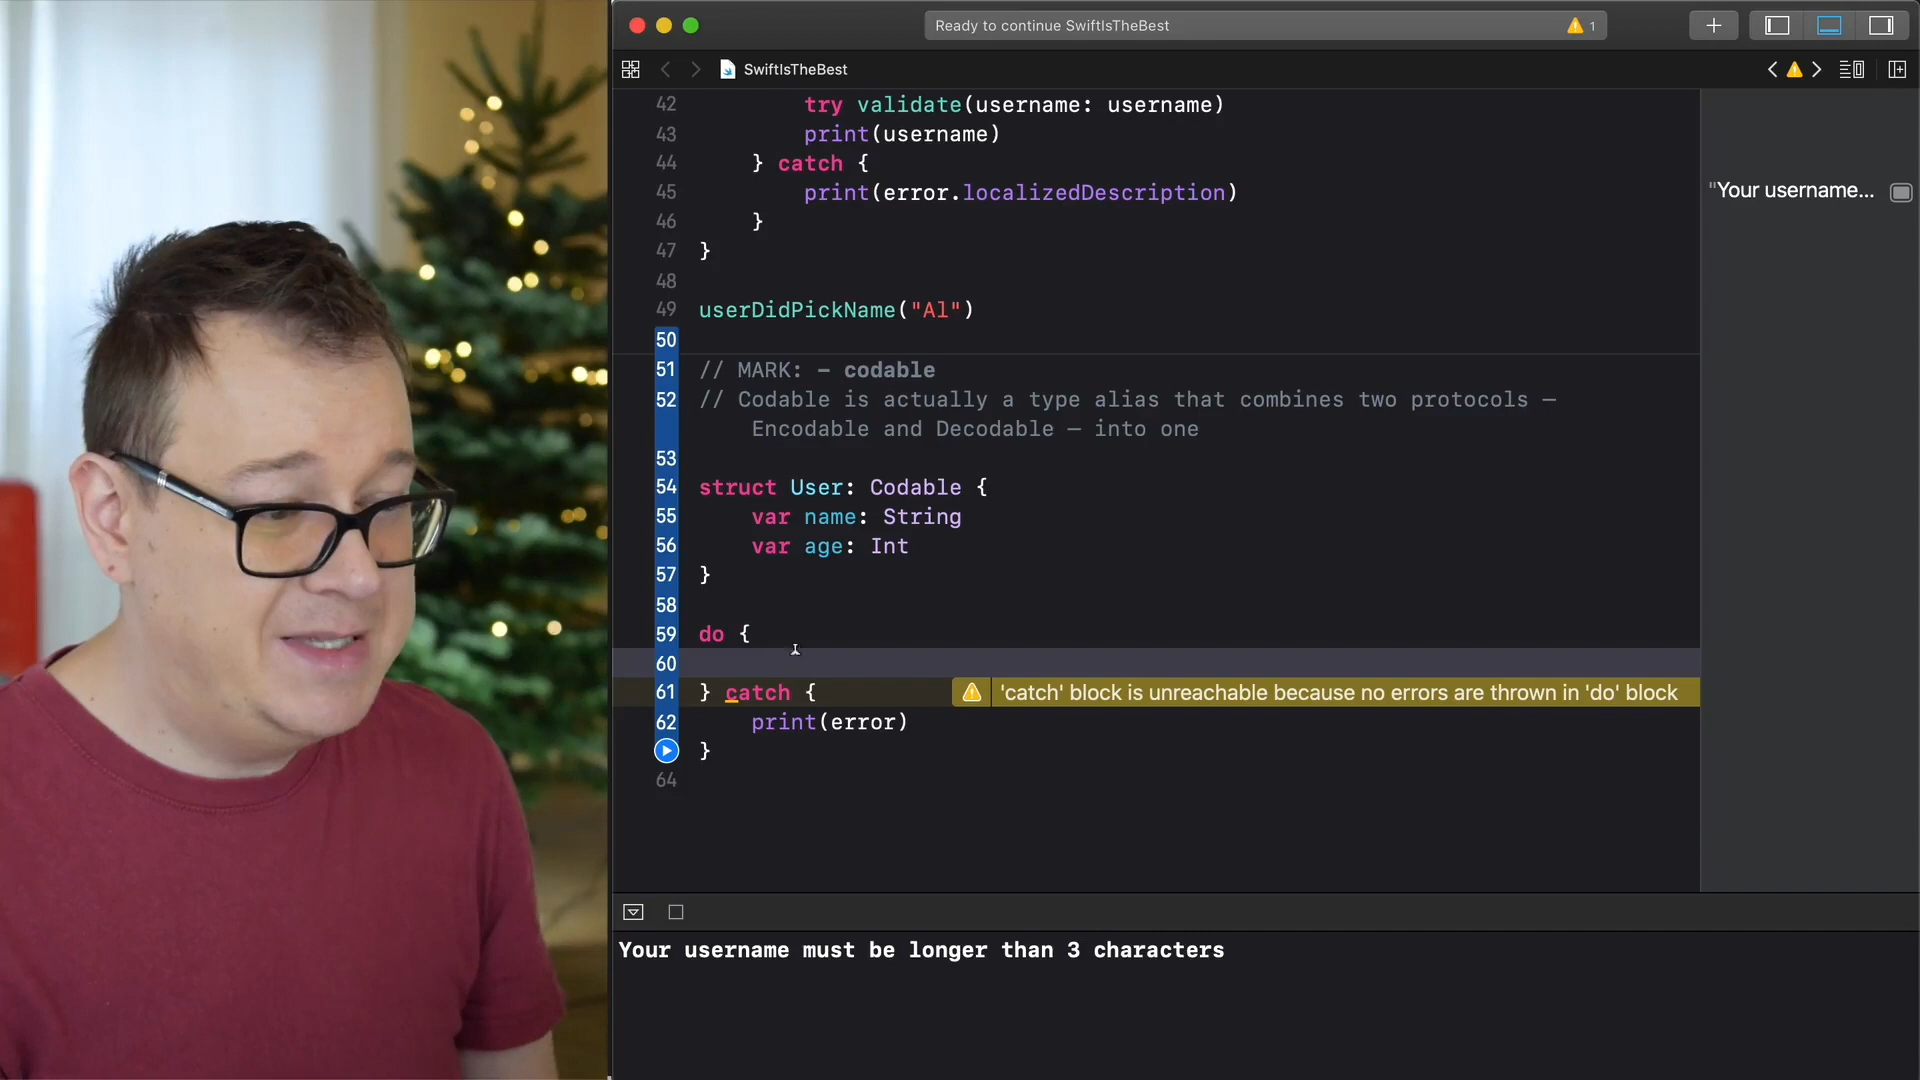 Ready to continue SwiftIsTheBest
1
SwiftIsTheBest
42 try validate(username: username)
43 print(username)
44 } catch {
45 print(error.localizedDescription)
"Your username...
46 }
47 }
48
49 userDidPickName("Al")
50
51 // MARK: – codable
52 // Codable is actually a type alias that combines two protocols —
Encodable and Decodable — into one
53
54 struct User: Codable {
55 var name: String
56 var age: Int
57 }
58
59 do {
60
61 } catch {
'catch' block is unreachable because no errors are thrown in 'do' block
62 print(error)
}
64
Your username must be longer than 3 characters